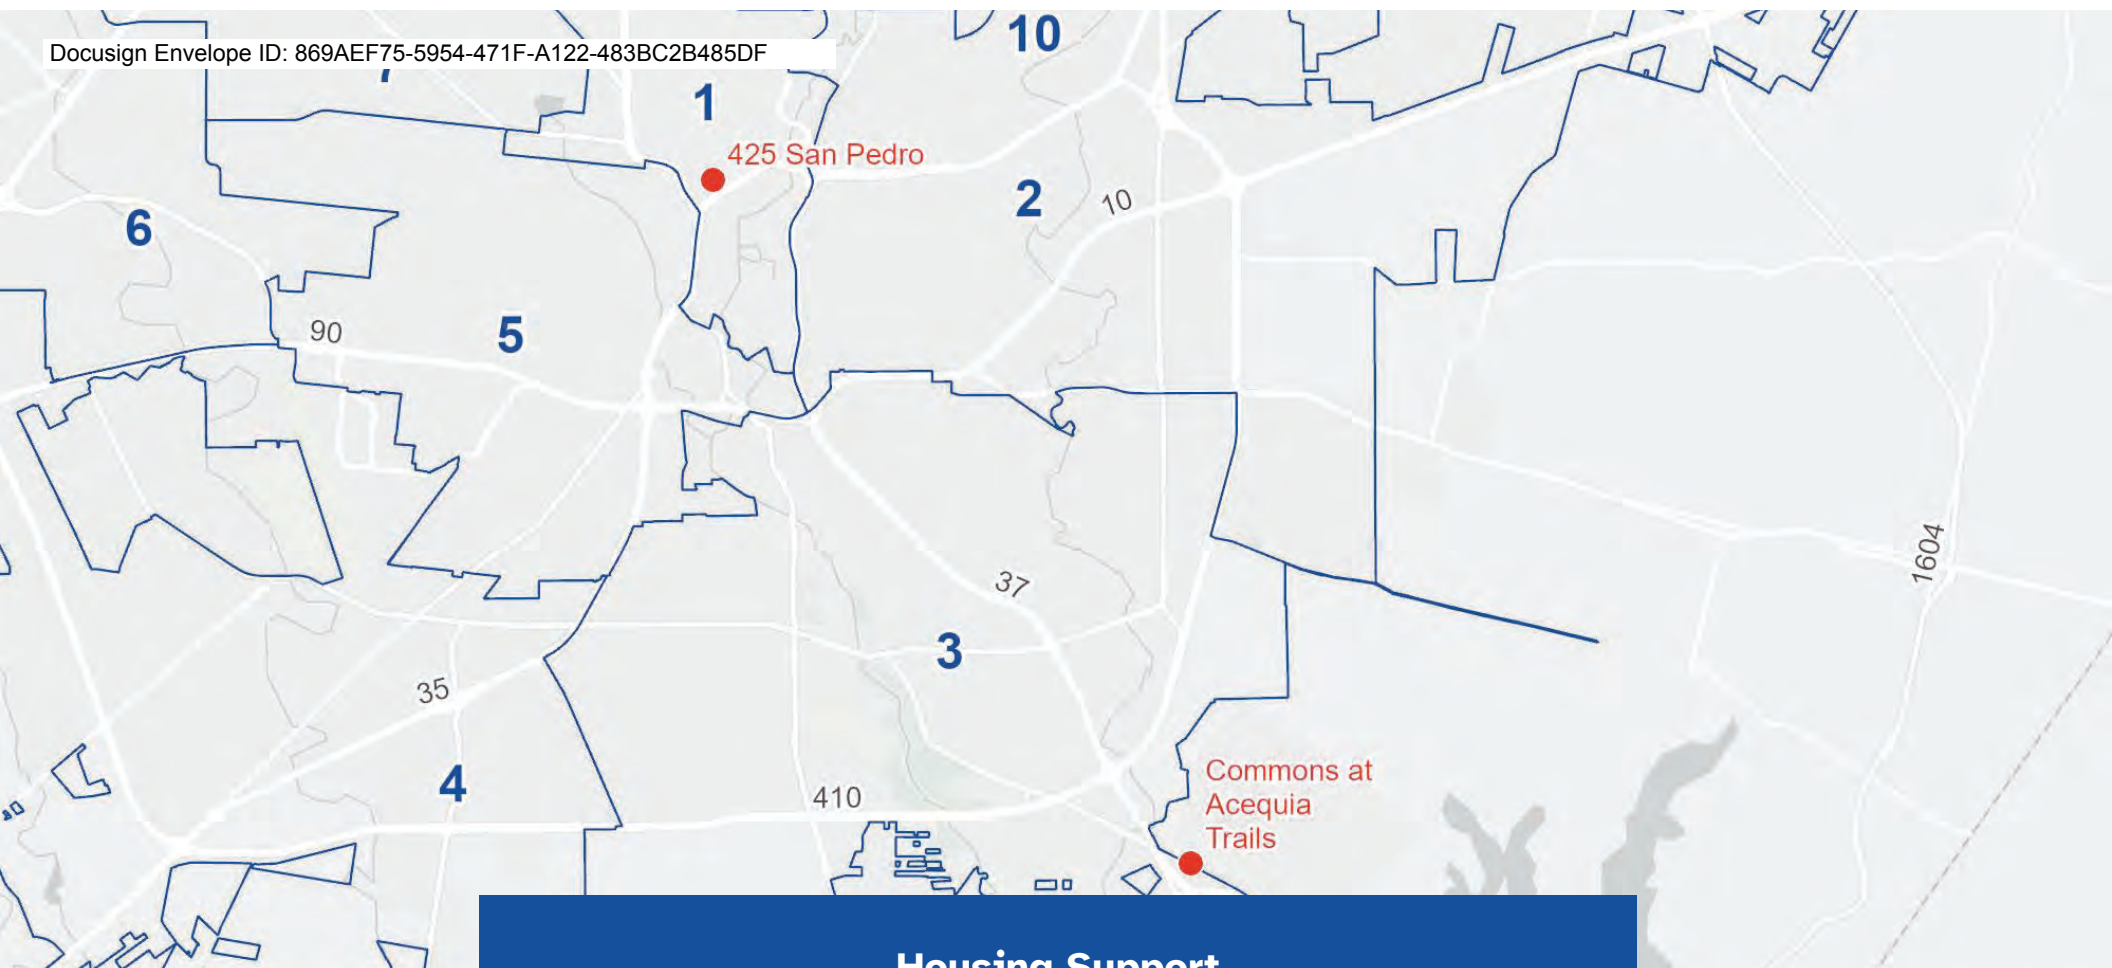 10
Docusign Envelope ID: 869AEF75-5954-471F-A122-483BC2B485DF
7
1
425 San Pedro
2
10
6
90
5
1604
37
3
35
Commons at
Acequia
Trails
4
410
Housing Support